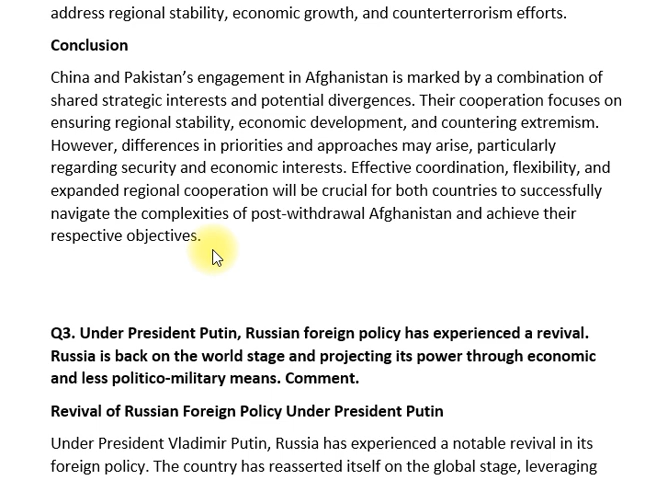 address regional stability, economic growth, and counterterrorism efforts.
Conclusion
China and Pakistan’s engagement in Afghanistan is marked by a combination of
shared strategic interests and potential divergences. Their cooperation focuses on
ensuring regional stability, economic development, and countering extremism.
However, differences in priorities and approaches may arise, particularly
regarding security and economic interests. Effective coordination, flexibility, and
expanded regional cooperation will be crucial for both countries to successfully
navigate the complexities of post-withdrawal Afghanistan and achieve their
respective objectives.
Q3. Under President Putin, Russian foreign policy has experienced a revival.
Russia is back on the world stage and projecting its power through economic
and less politico-military means. Comment.
Revival of Russian Foreign Policy Under President Putin
Under President Vladimir Putin, Russia has experienced a notable revival in its
foreign policy. The country has reasserted itself on the global stage, leveraging